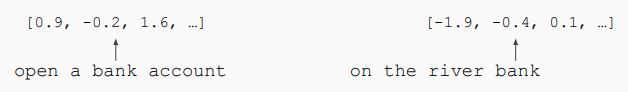 [0.9, -0.2, 1.6, …] [-1.9, -0.4, 0.1, …]
open a bank account on the river bank